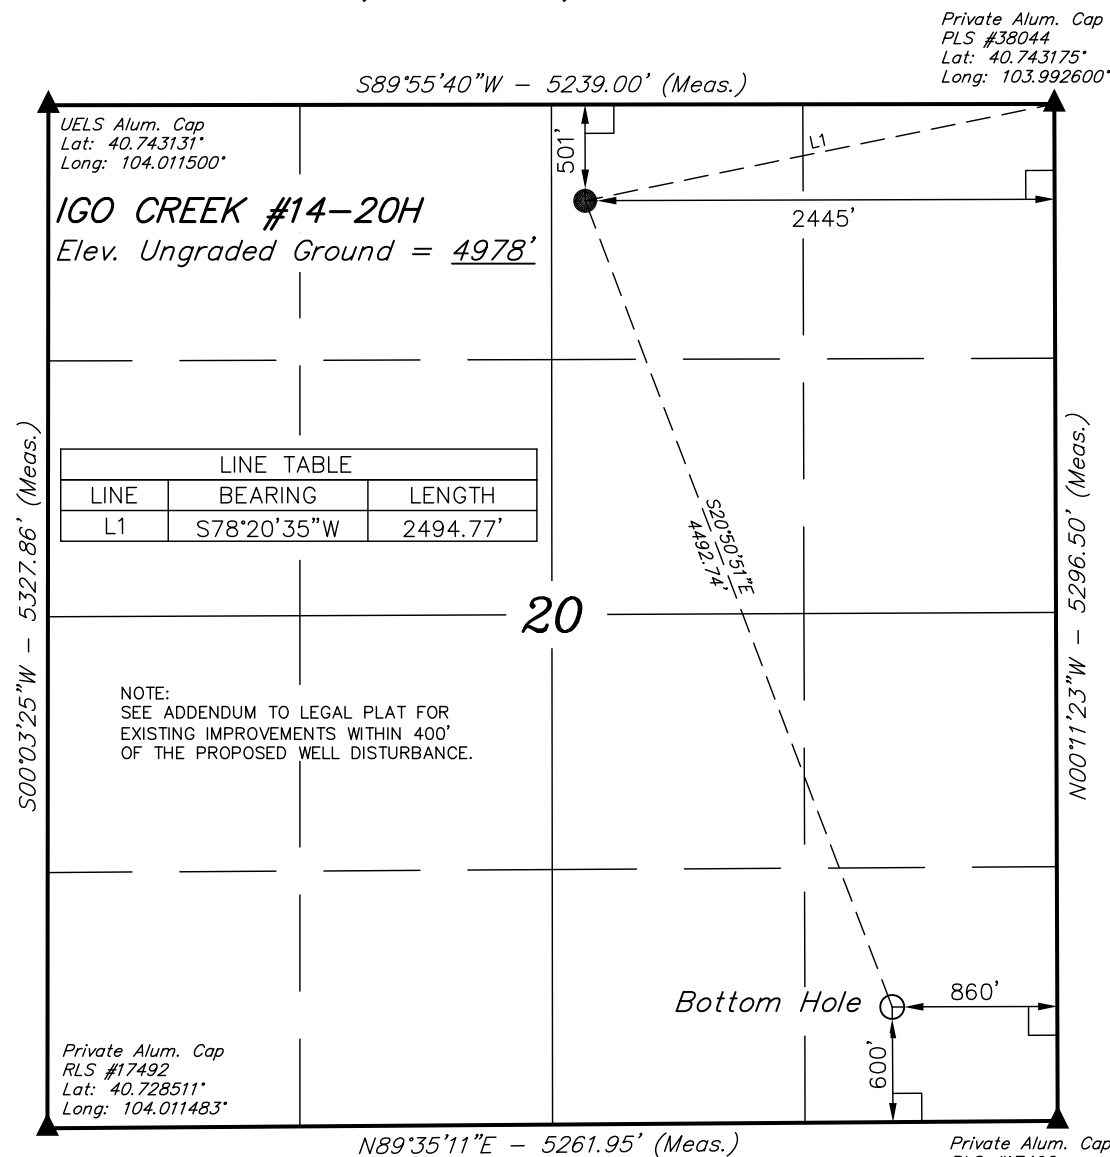 Private Alum. Cap
PLS #38044
Lat: 40.743175°
Long: 103.992600°
S89°55'40"W – 5239.00' (Meas.)
UELS Alum. Cap
Lat: 40.743131°
Long: 104.011500°
501'
L1
2445'
IGO CREEK #14-20H
Elev. Ungraded Ground = 4978'
LINE TABLE
LINE BEARING LENGTH
L1 S78°20'35"W 2494.77'
S00°03'25"W – 5327.86' (Meas.)
N00°11'23"W – 5296.50' (Meas.)
S20°50'51"E
4492.74'
20
NOTE:
SEE ADDENDUM TO LEGAL PLAT FOR
EXISTING IMPROVEMENTS WITHIN 400'
OF THE PROPOSED WELL DISTURBANCE.
Bottom Hole
860'
600'
Private Alum. Cap
RLS #17492
Lat: 40.728511°
Long: 104.011483°
N89°35'11"E – 5261.95' (Meas.)
Private Alum. Cap